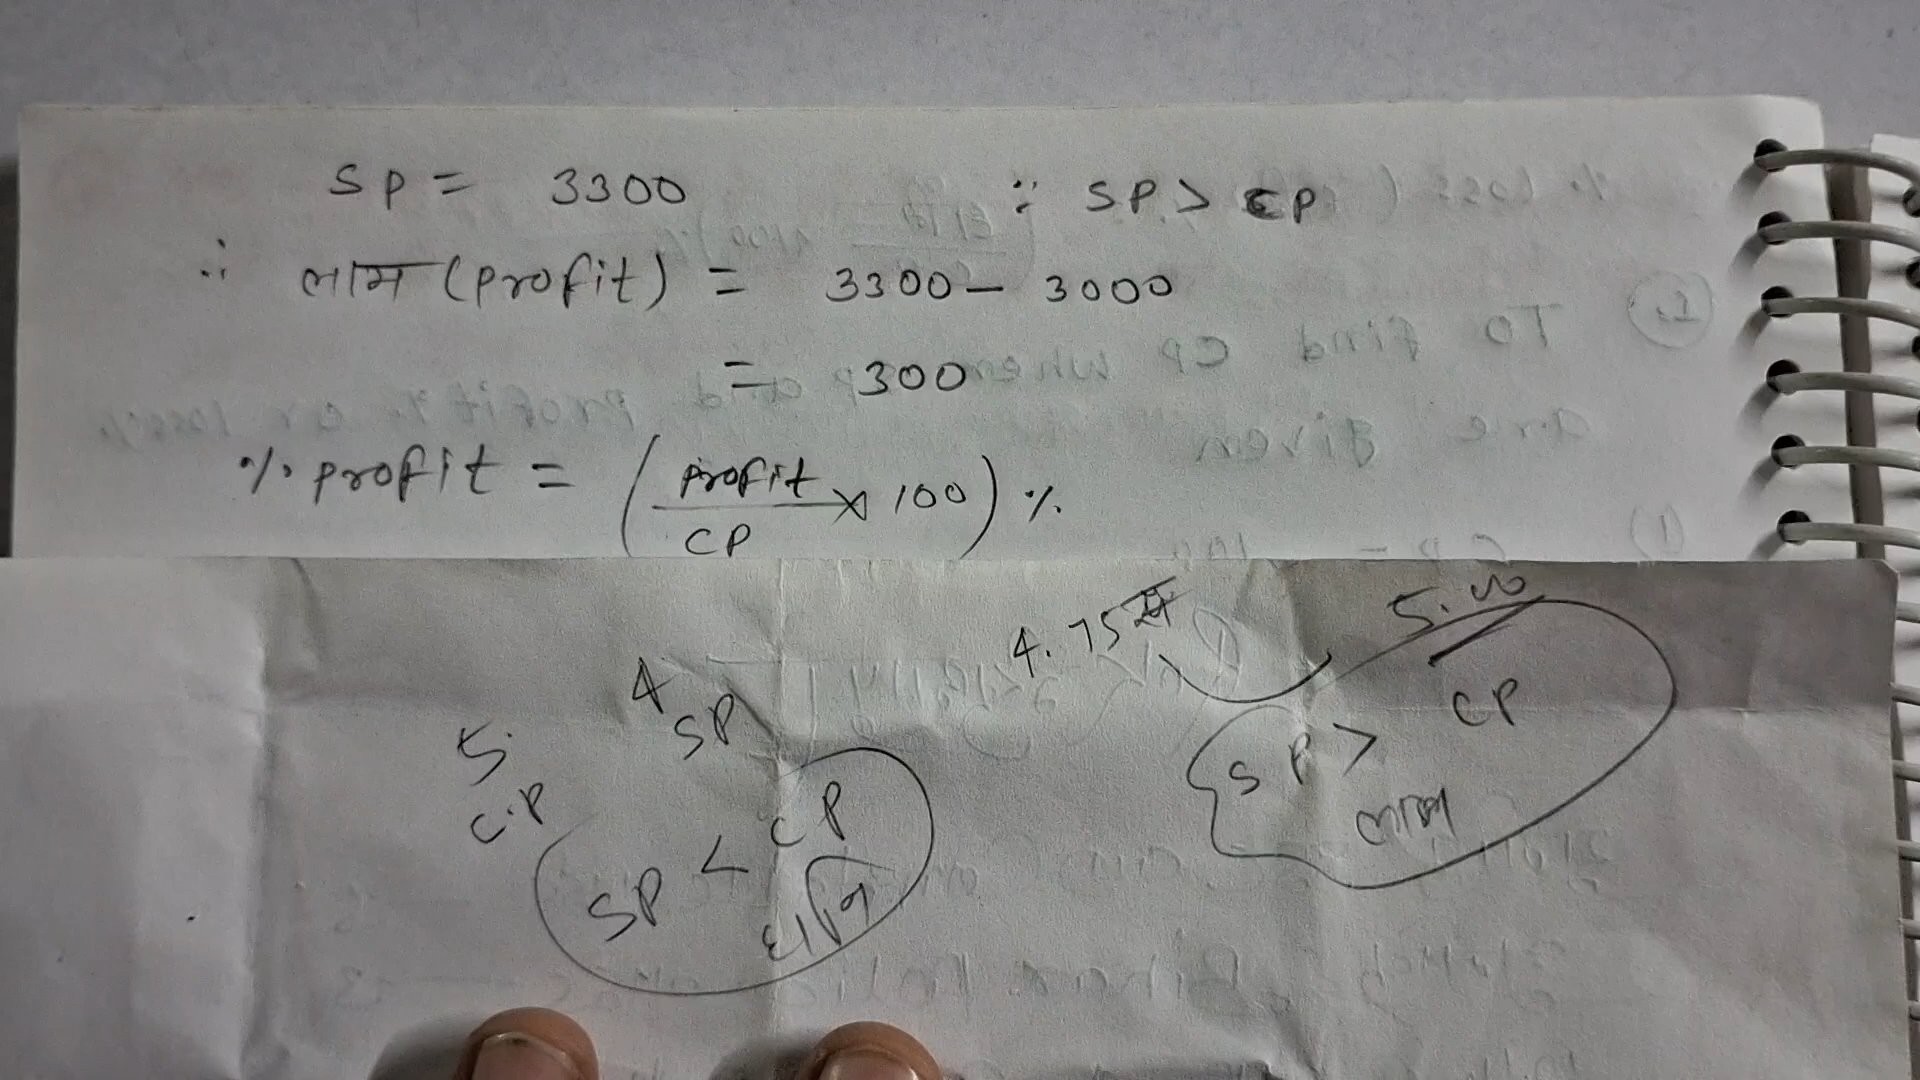 SP = 3300 ∵ SP > CP
∴ लाभ (profit) = 3300 - 3000
= 300
% profit = (profit/CP × 100) %
4.75 5.00
4 SP
5. C.P
SP < CP
हानि
CP
SP >
लाभ